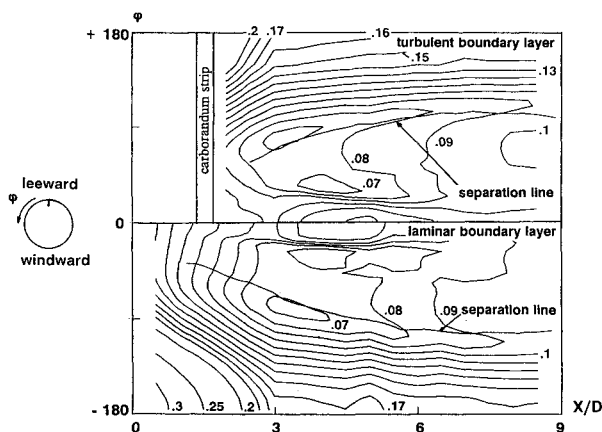 φ
+ 180
.2
.17
.16
turbulent boundary layer
.15
.13
carborandum strip
.09
.1
.08
.07
separation line
leeward
φ
windward
0
laminar boundary layer
.08
.09
separation line
.07
.1
.3
.25
.2
.17
- 180
0
3
6
9
X/D